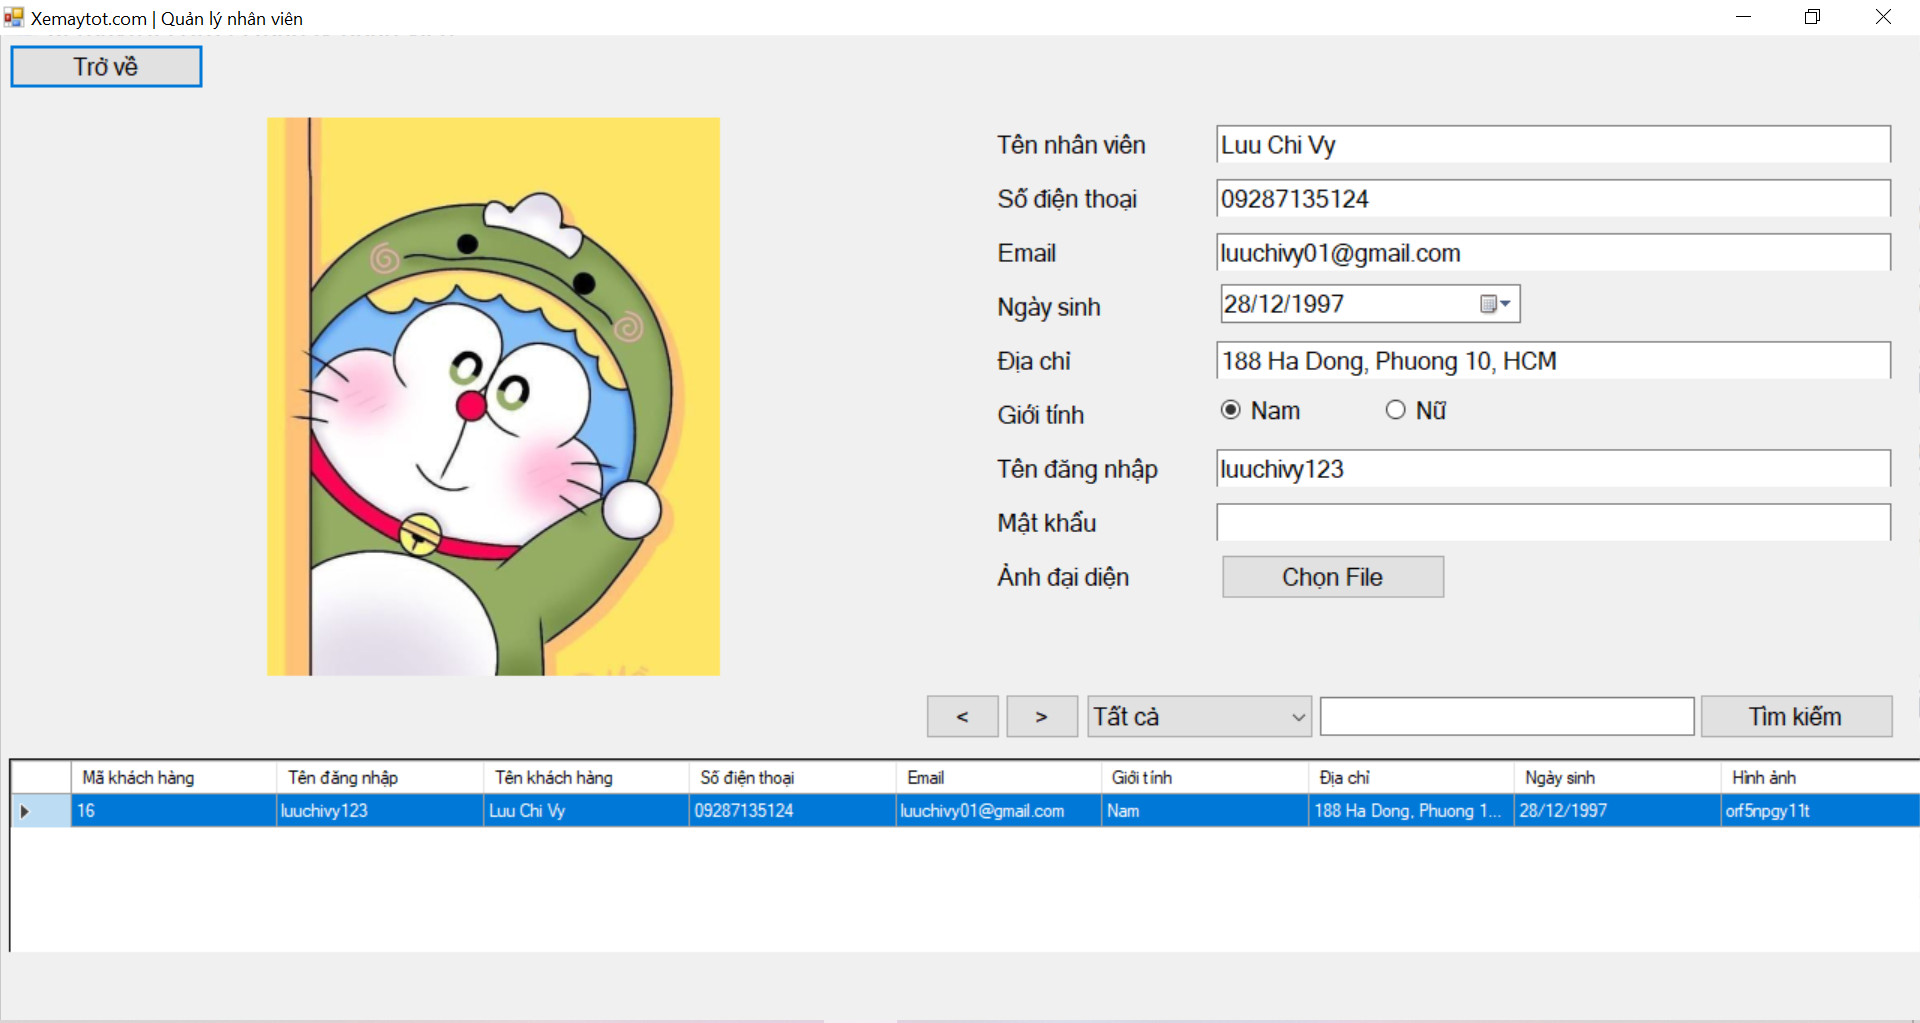 Xemaytot.com | Quản lý nhân viên
Trở về
Tên nhân viên Luu Chi Vy
Số điện thoại 09287135124
Email luuchivy01@gmail.com
Ngày sinh 28/12/1997
Địa chỉ 188 Ha Dong, Phuong 10, HCM
Giới tính Nam Nữ
Tên đăng nhập luuchivy123
Mật khẩu
Ảnh đại diện Chọn File
< > Tất cả Tìm kiếm
Mã khách hàng Tên đăng nhập Tên khách hàng Số điện thoại Email Giới tính Địa chỉ Ngày sinh Hình ảnh
16 luuchivy123 Luu Chi Vy 09287135124 luuchivy01@gmail.com Nam 188 Ha Dong, Phuong 1... 28/12/1997 orf5npgy11t